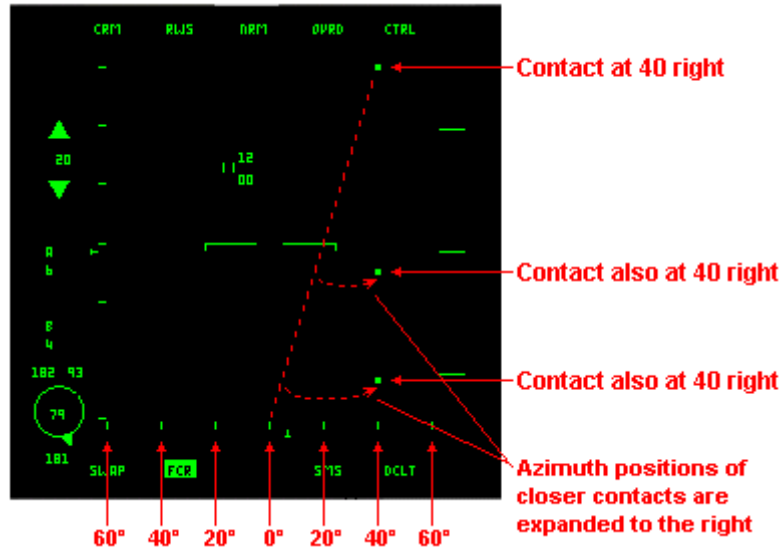 CRM RWS NRM OVRD CTRL
Contact at 40 right
20
12
00
A
b
Contact also at 40 right
B
4
182 93
Contact also at 40 right
79
181
SWAP FCR SMS DCLT
Azimuth positions of
closer contacts are
expanded to the right
60° 40° 20° 0° 20° 40° 60°